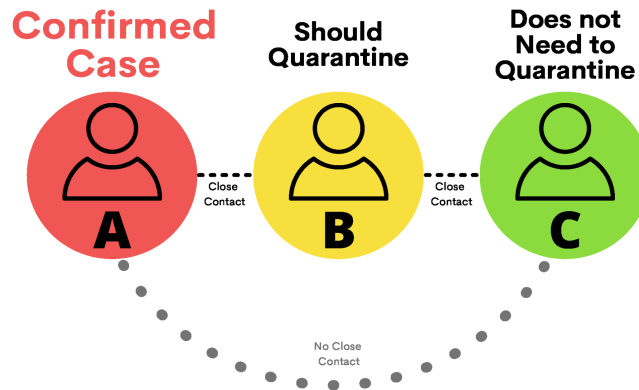 Confirmed
Case
Should
Quarantine
Does not
Need to
Quarantine
Close
Contact
Close
Contact
A
B
C
No Close
Contact